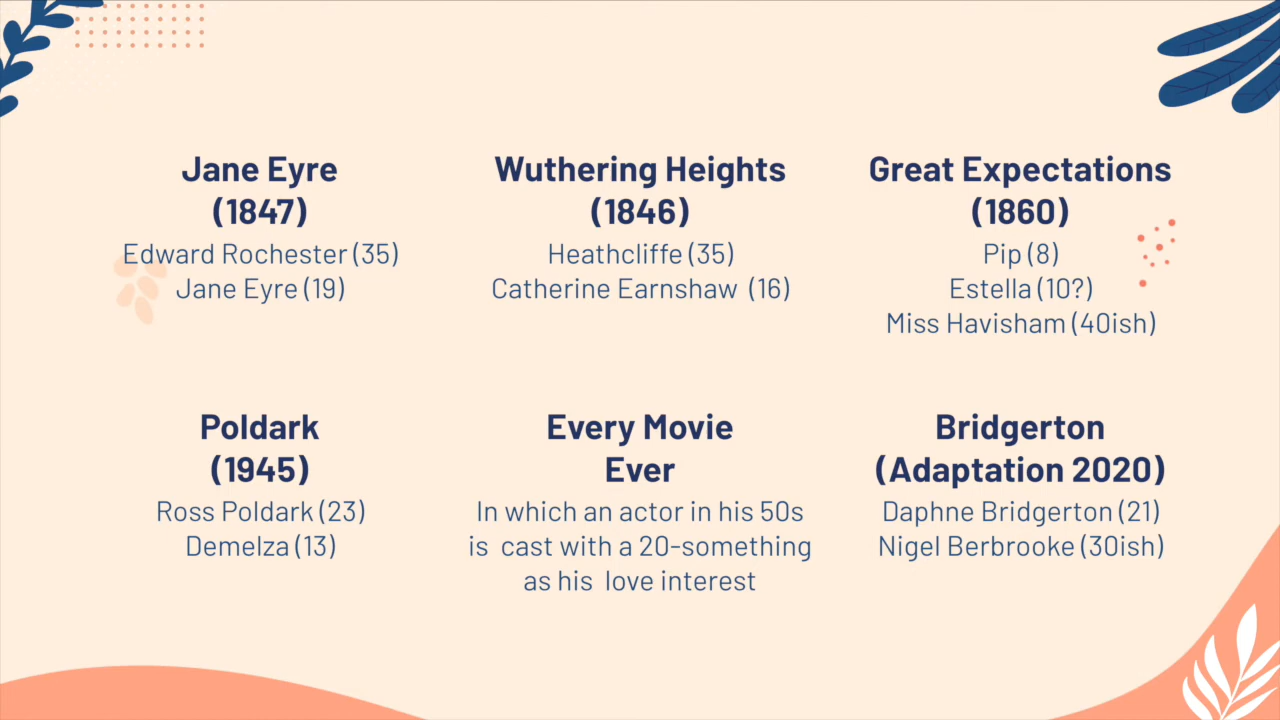 Jane Eyre
(1847)
Edward Rochester (35)
Jane Eyre (19)
Wuthering Heights
(1846)
Heathcliffe (35)
Catherine Earnshaw (16)
Great Expectations
(1860)
Pip (8)
Estella (10?)
Miss Havisham (40ish)
Poldark
(1945)
Ross Poldark (23)
Demelza (13)
Every Movie
Ever
In which an actor in his 50s
is cast with a 20-something
as his love interest
Bridgerton
(Adaptation 2020)
Daphne Bridgerton (21)
Nigel Berbrooke (30ish)